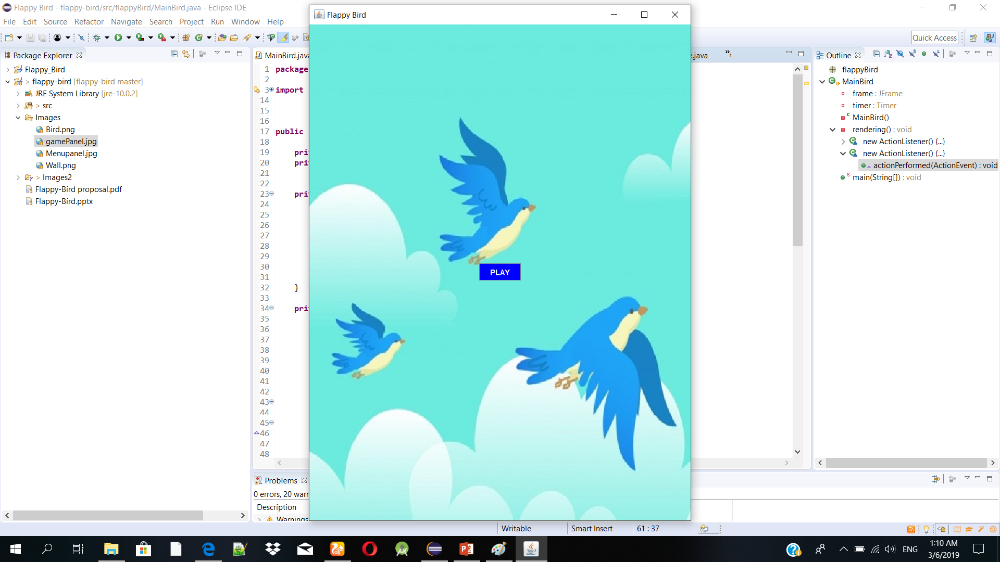 Flappy Bird - flappy-bird/src/flappyBird/MainBird.java - Eclipse IDE
File Edit Source Refactor Navigate Search Project Run Window Help
Quick Access
Package Explorer
Flappy_Bird
> flappy-bird [flappy-bird master]
JRE System Library [jre-10.0.2]
> src
Images
Bird.png
gamePanel.jpg
Menupanel.jpg
Wall.png
> Images2
Flappy-Bird proposal.pdf
Flappy-Bird.pptx
MainBird.java
1 package
2
3 import
14
15
16
17 public
18
19 pri
20 pri
21
22
23 pri
24
25
26
27
28
29
30
31
32 }
33
34 pri
35
36
37
38
39
40
41
42
43
44
45
46
47
48
Flappy Bird
PLAY
.java
1
Outline
flappyBird
MainBird
frame : JFrame
timer : Timer
MainBird()
rendering() : void
new ActionListener() {...}
new ActionListener() {...}
actionPerformed(ActionEvent) : void
main(String[]) : void
Problems
0 errors, 20 warn
Description
Warnings
Writable
Smart Insert
61 : 37
ENG
1:10 AM
3/6/2019